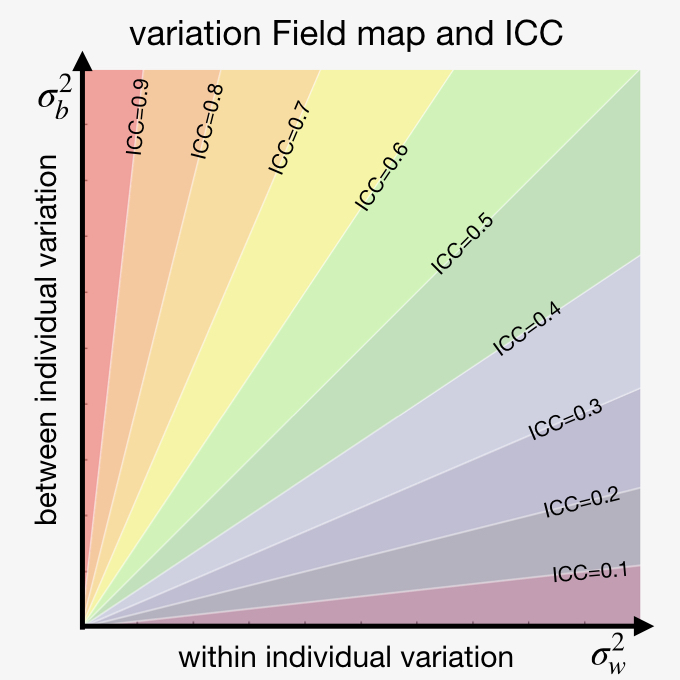 variation Field map and ICC
σ_b^2
between individual variation
ICC=0.9
ICC=0.8
ICC=0.7
ICC=0.6
ICC=0.5
ICC=0.4
ICC=0.3
ICC=0.2
ICC=0.1
within individual variation
σ_w^2